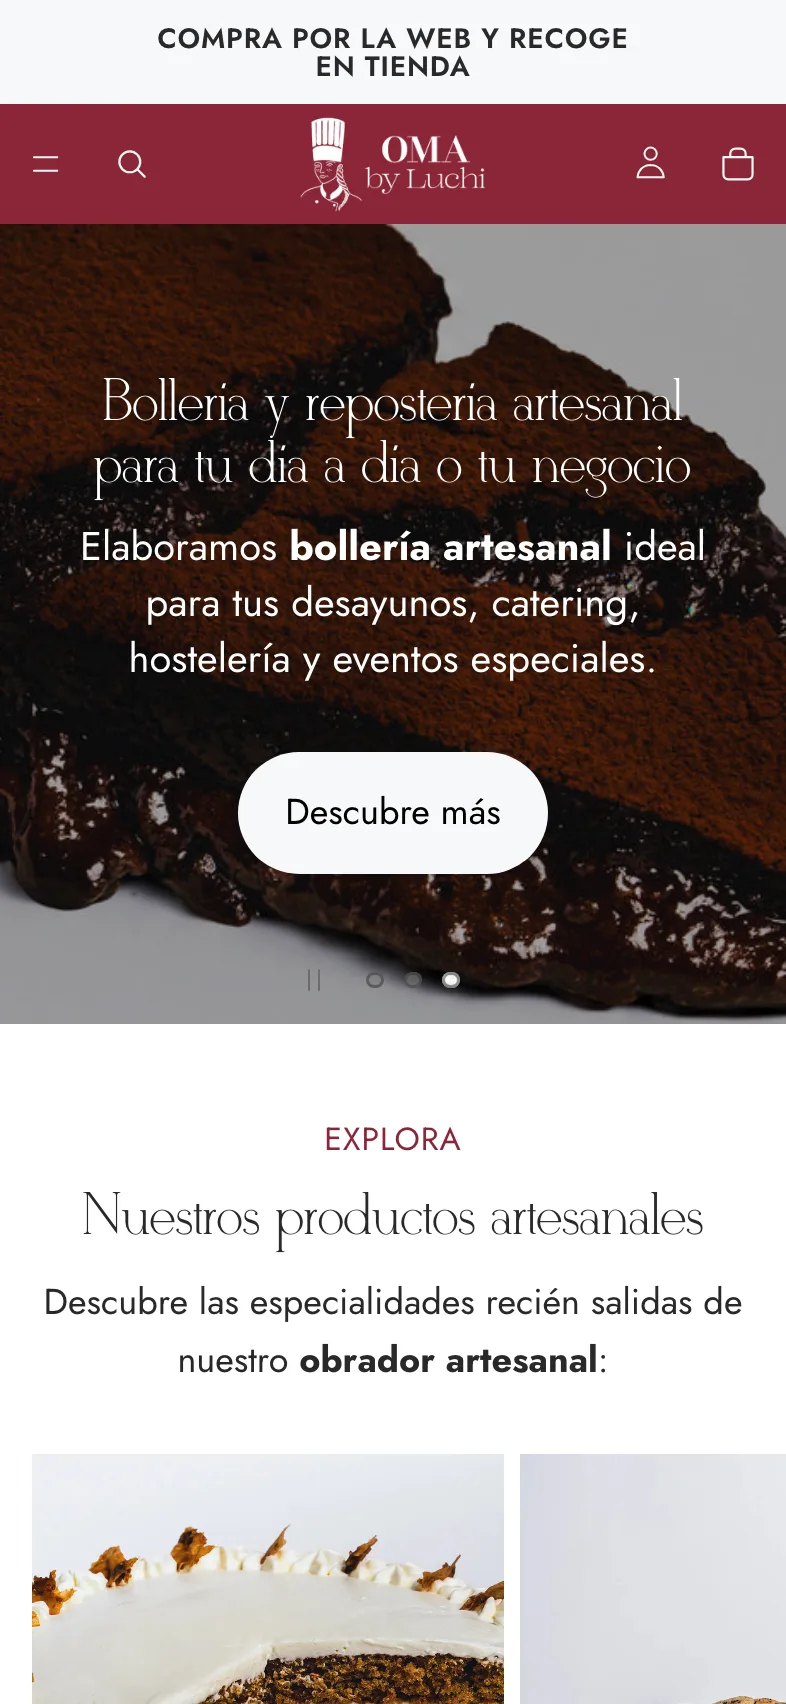 COMPRA POR LA WEB Y RECOGE
EN TIENDA
OMA
by Luchi
Bollería y repostería artesanal
para tu día a día o tu negocio
Elaboramos bollería artesanal ideal
para tus desayunos, catering,
hostelería y eventos especiales.
Descubre más
EXPLORA
Nuestros productos artesanales
Descubre las especialidades recién salidas de
nuestro obrador artesanal: